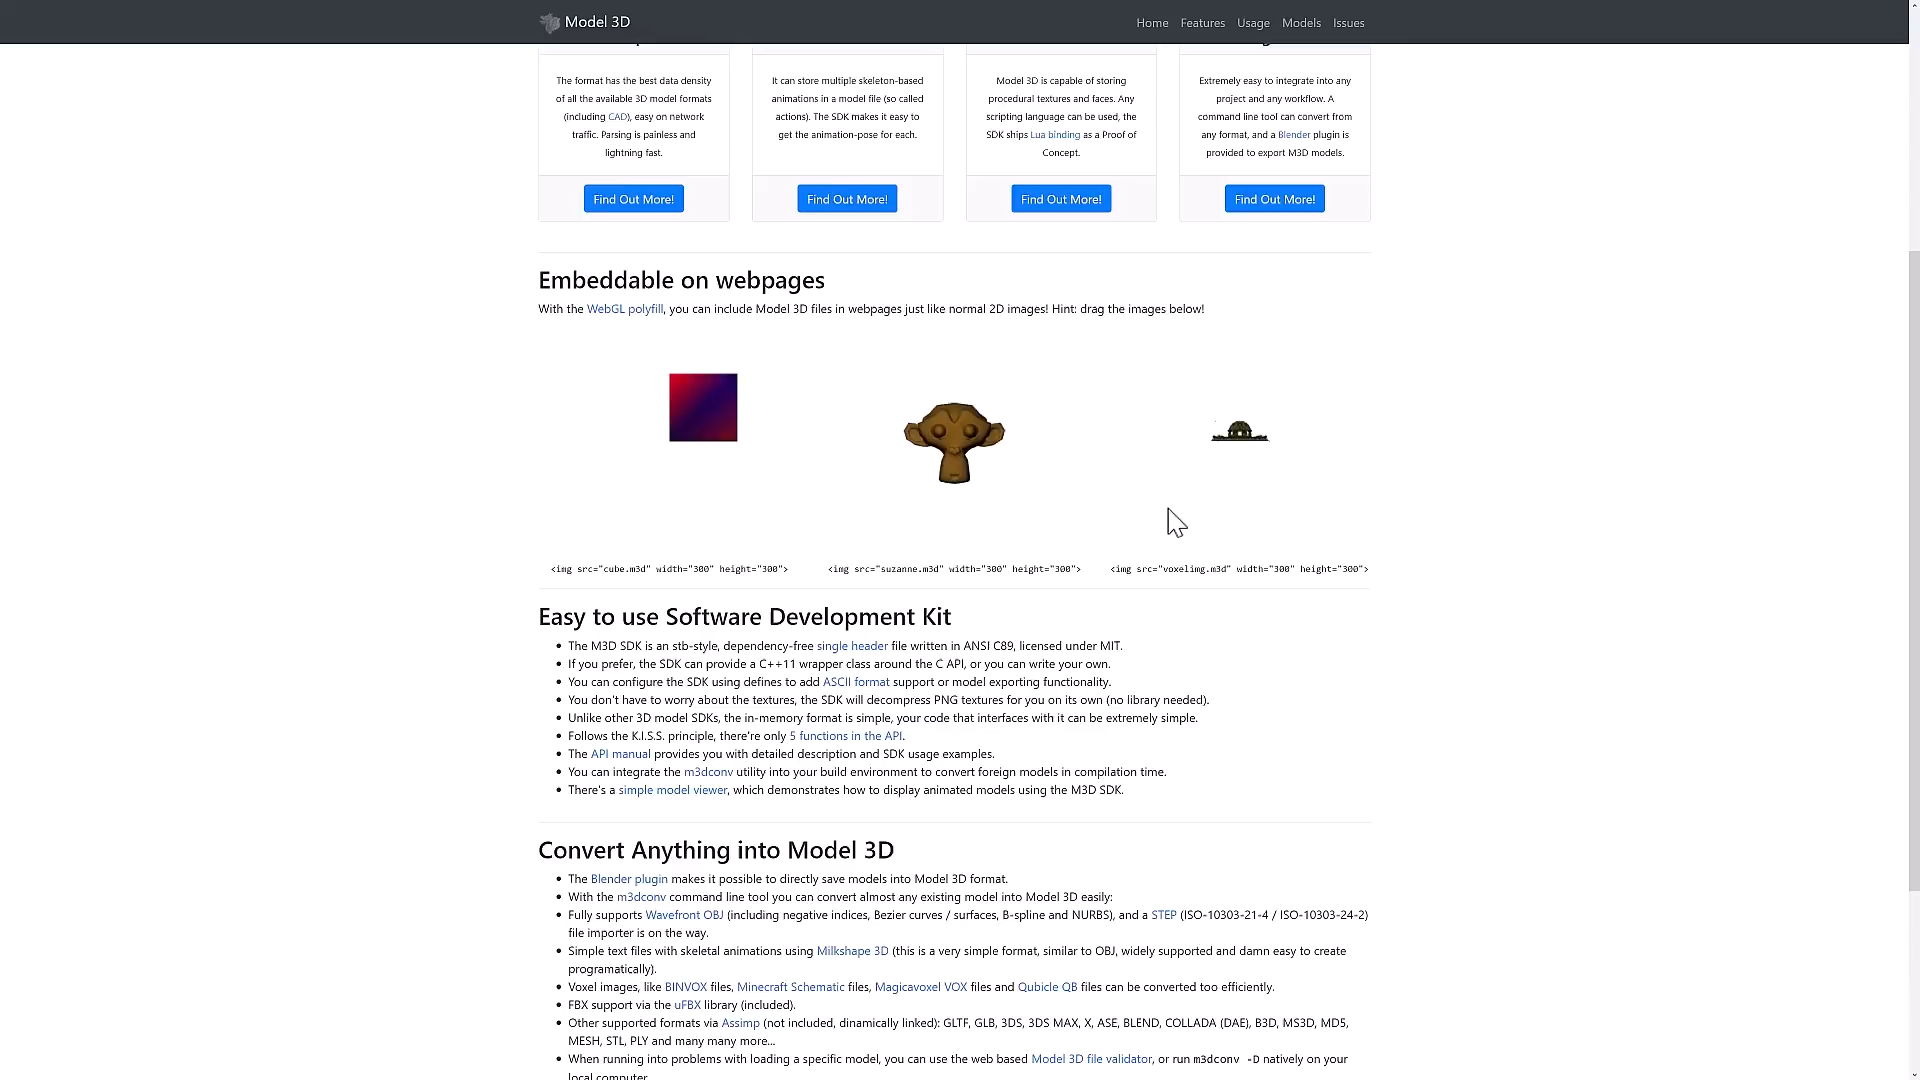 Model 3D
Home Features Usage Models Issues
The format has the best data density
of all the available 3D model formats
(including CAD), easy on network
traffic. Parsing is painless and
lightning fast.
Find Out More!
It can store multiple skeleton-based
animations in a model file (so called
actions). The SDK makes it easy to
get the animation-pose for each.
Find Out More!
Model 3D is capable of storing
procedural textures and faces. Any
scripting language can be used, the
SDK ships Lua binding as a Proof of
Concept.
Find Out More!
Extremely easy to integrate into any
project and any workflow. A
command line tool can convert from
any format, and a Blender plugin is
provided to export M3D models.
Find Out More!
Embeddable on webpages
With the WebGL polyfill, you can include Model 3D files in webpages just like normal 2D images! Hint: drag the images below!
<img src="cube.m3d" width="300" height="300">
<img src="suzanne.m3d" width="300" height="300">
<img src="voxelimg.m3d" width="300" height="300">
Easy to use Software Development Kit
• The M3D SDK is an stb-style, dependency-free single header file written in ANSI C89, licensed under MIT.
• If you prefer, the SDK can provide a C++11 wrapper class around the C API, or you can write your own.
• You can configure the SDK using defines to add ASCII format support or model exporting functionality.
• You don't have to worry about the textures, the SDK will decompress PNG textures for you on its own (no library needed).
• Unlike other 3D model SDKs, the in-memory format is simple, your code that interfaces with it can be extremely simple.
• Follows the K.I.S.S. principle, there're only 5 functions in the API.
• The API manual provides you with detailed description and SDK usage examples.
• You can integrate the m3dconv utility into your build environment to convert foreign models in compilation time.
• There's a simple model viewer, which demonstrates how to display animated models using the M3D SDK.
Convert Anything into Model 3D
• The Blender plugin makes it possible to directly save models into Model 3D format.
• With the m3dconv command line tool you can convert almost any existing model into Model 3D easily:
• Fully supports Wavefront OBJ (including negative indices, Bezier curves / surfaces, B-spline and NURBS), and a STEP (ISO-10303-21-4 / ISO-10303-24-2)
file importer is on the way.
• Simple text files with skeletal animations using Milkshape 3D (this is a very simple format, similar to OBJ, widely supported and damn easy to create
programatically).
• Voxel images, like BINVOX files, Minecraft Schematic files, Magicavoxel VOX files and Qubicle QB files can be converted too efficiently.
• FBX support via the uFBX library (included).
• Other supported formats via Assimp (not included, dinamically linked): GLTF, GLB, 3DS, 3DS MAX, X, ASE, BLEND, COLLADA (DAE), B3D, MS3D, MD5,
MESH, STL, PLY and many many more...
• When running into problems with loading a specific model, you can use the web based Model 3D file validator, or run m3dconv -D natively on your
local computer.